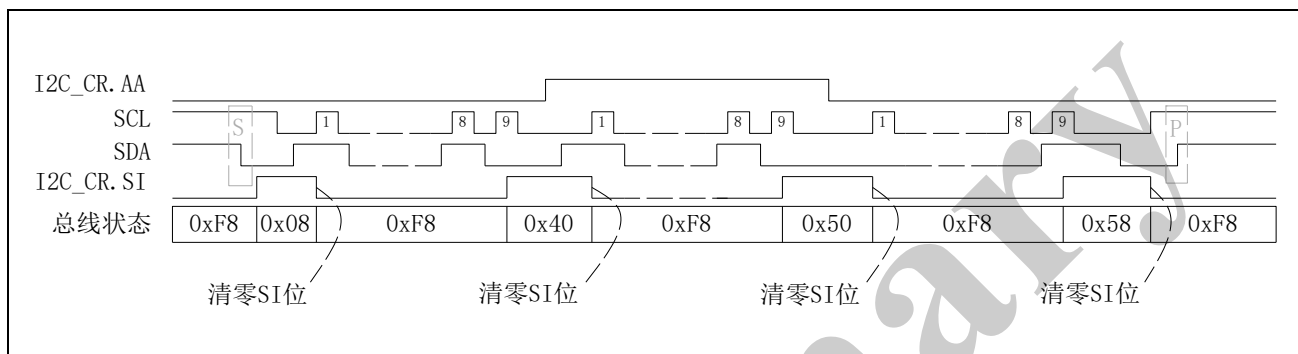 I2C_CR.AA
SCL 1 8 9 1 8 9 1 8 9
S P
SDA
I2C_CR.SI
总线状态 0xF8 0x08 0xF8 0x40 0xF8 0x50 0xF8 0x58 0xF8
清零SI位 清零SI位 清零SI位 清零SI位